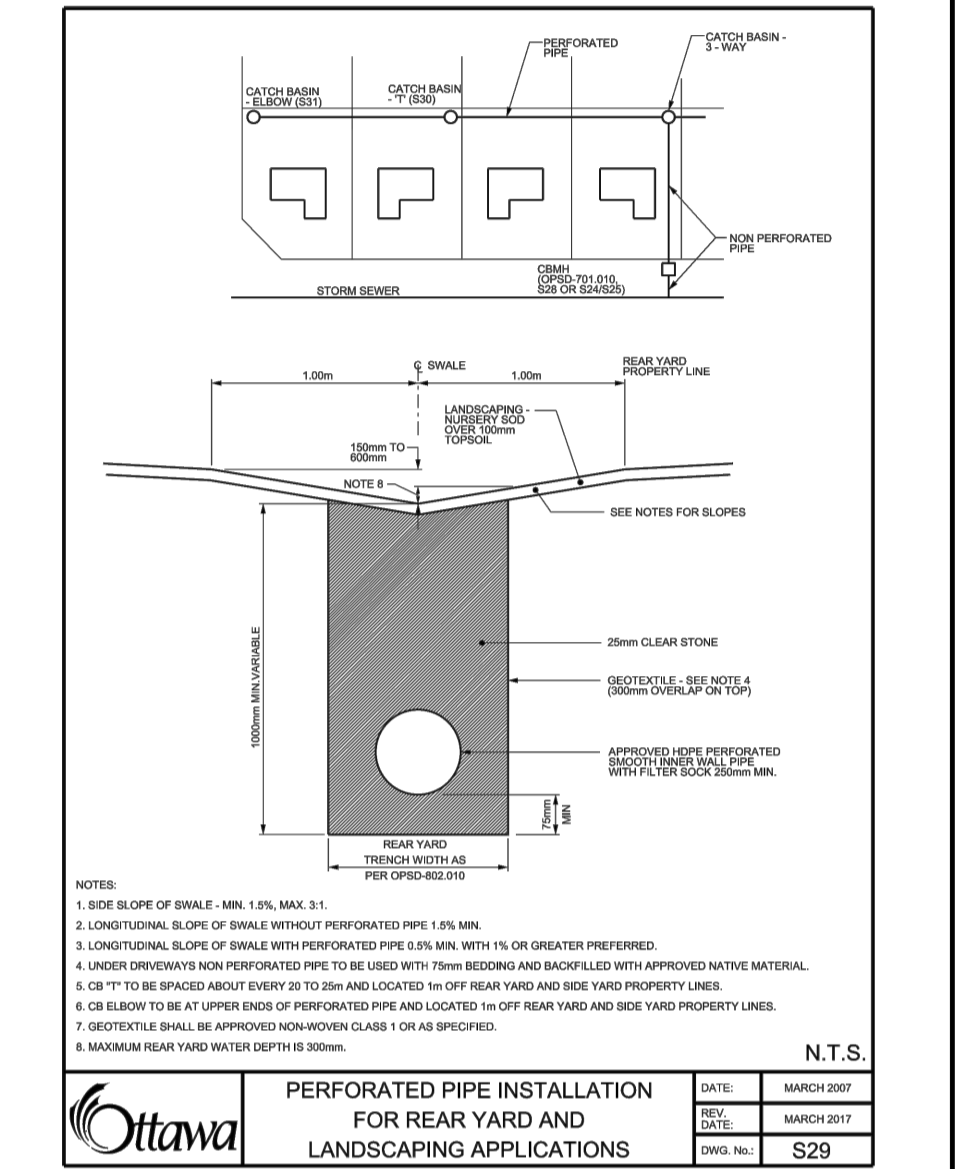 PERFORATED
PIPE
CATCH BASIN -
3 - WAY
CATCH BASIN
- ELBOW (S31)
CATCH BASIN
- 'T' (S30)
NON PERFORATED
PIPE
CBMH
(OPSD-701.010,
S28 OR S24/S25)
STORM SEWER
℄ SWALE
REAR YARD
PROPERTY LINE
1.00m
1.00m
LANDSCAPING -
NURSERY SOD
OVER 100mm
TOPSOIL
150mm TO
600mm
NOTE 8
SEE NOTES FOR SLOPES
1000mm MIN.VARIABLE
25mm CLEAR STONE
GEOTEXTILE - SEE NOTE 4
(300mm OVERLAP ON TOP)
APPROVED HDPE PERFORATED
SMOOTH INNER WALL PIPE
WITH FILTER SOCK 250mm MIN.
75mm
MIN
REAR YARD
TRENCH WIDTH AS
PER OPSD-802.010
NOTES:
1. SIDE SLOPE OF SWALE - MIN. 1.5%, MAX. 3:1.
2. LONGITUDINAL SLOPE OF SWALE WITHOUT PERFORATED PIPE 1.5% MIN.
3. LONGITUDINAL SLOPE OF SWALE WITH PERFORATED PIPE 0.5% MIN. WITH 1% OR GREATER PREFERRED.
4. UNDER DRIVEWAYS NON PERFORATED PIPE TO BE USED WITH 75mm BEDDING AND BACKFILLED WITH APPROVED NATIVE MATERIAL.
5. CB "T" TO BE SPACED ABOUT EVERY 20 TO 25m AND LOCATED 1m OFF REAR YARD AND SIDE YARD PROPERTY LINES.
6. CB ELBOW TO BE AT UPPER ENDS OF PERFORATED PIPE AND LOCATED 1m OFF REAR YARD AND SIDE YARD PROPERTY LINES.
7. GEOTEXTILE SHALL BE APPROVED NON-WOVEN CLASS 1 OR AS SPECIFIED.
8. MAXIMUM REAR YARD WATER DEPTH IS 300mm.
N.T.S.
Ottawa
PERFORATED PIPE INSTALLATION
FOR REAR YARD AND
LANDSCAPING APPLICATIONS
DATE:
MARCH 2007
REV.
DATE:
MARCH 2017
DWG. No.:
S29